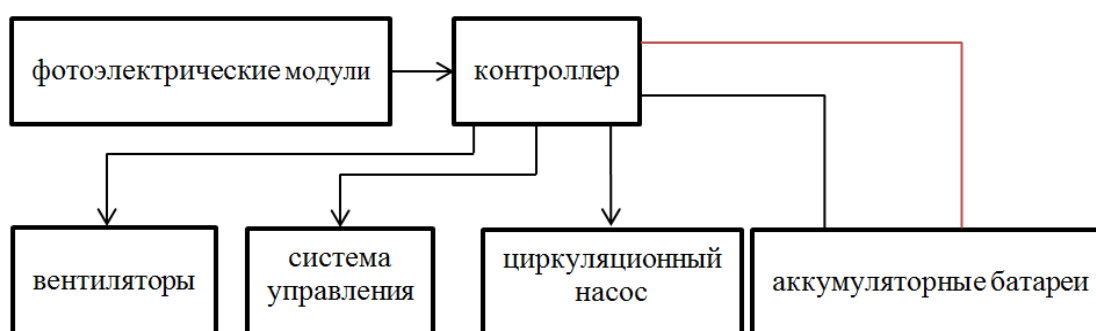 фотоэлектрические модули
контроллер
вентиляторы
система
управления
циркуляционный
насос
аккумуляторные батареи